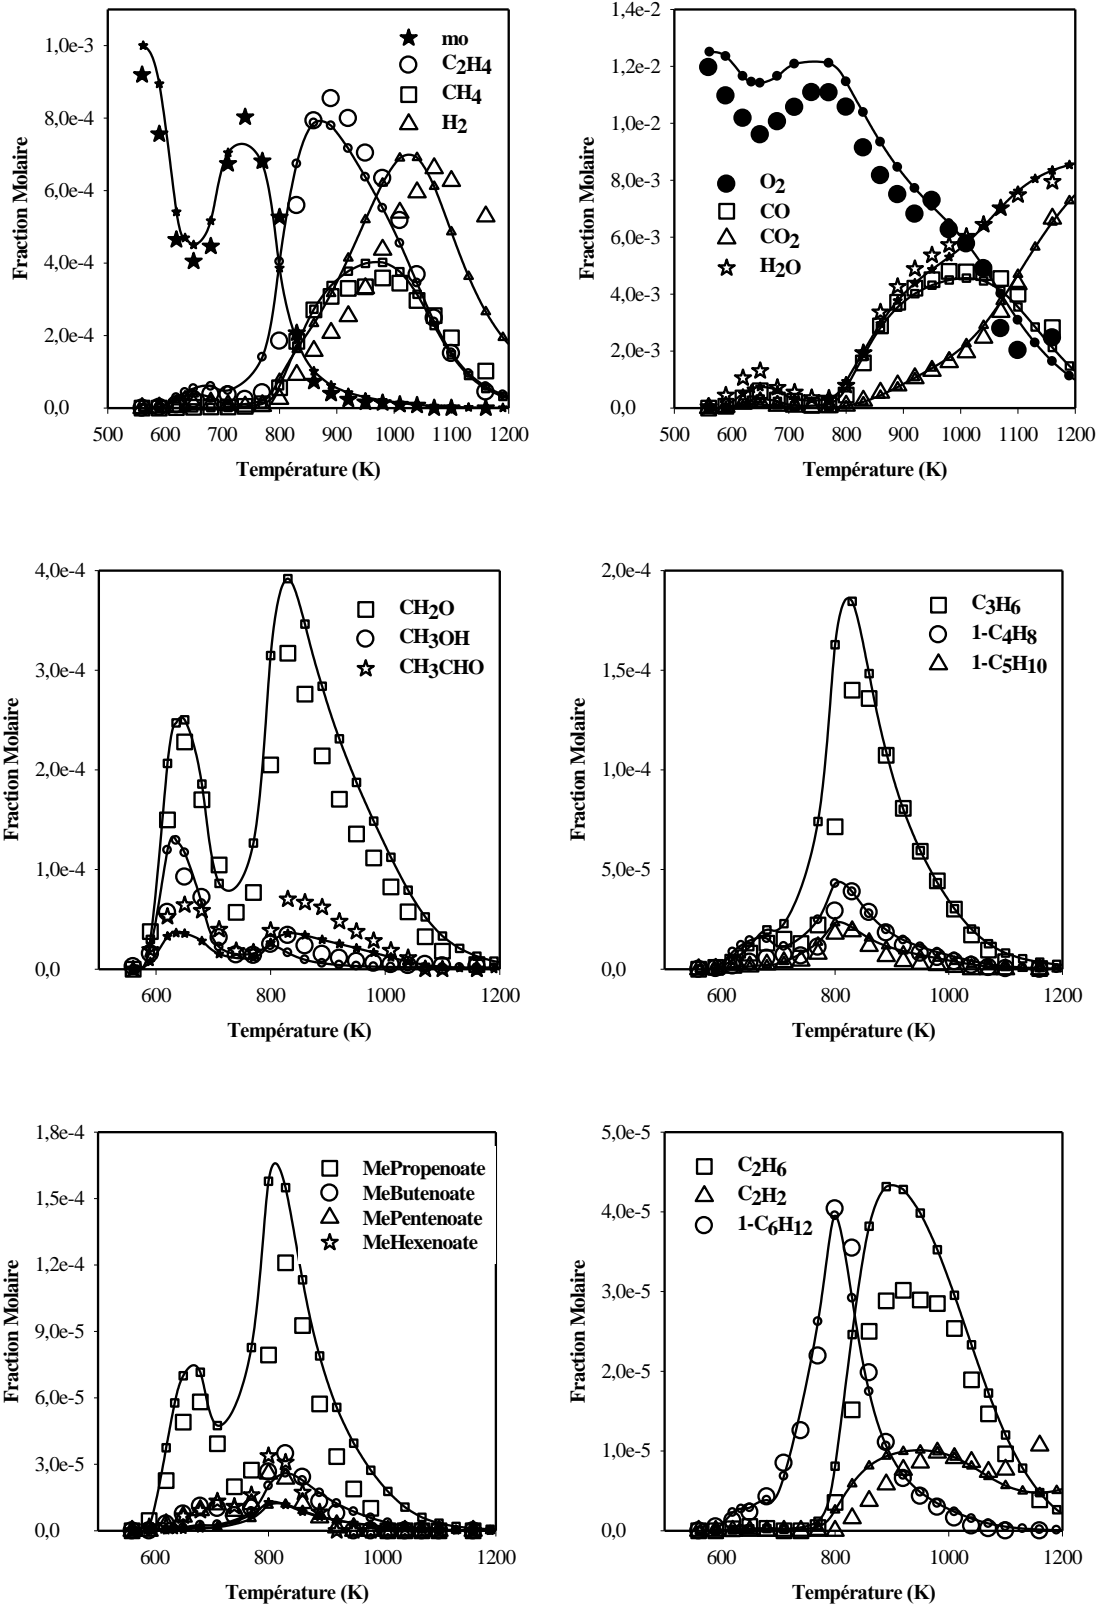 1,0e-3
8,0e-4
6,0e-4
4,0e-4
2,0e-4
0,0
500 600 700 800 900 1000 1100 1200
Température (K)
Fraction Molaire
mo
C2H4
CH4
H2
1,4e-2
1,2e-2
1,0e-2
8,0e-3
6,0e-3
4,0e-3
2,0e-3
0,0
500 600 700 800 900 1000 1100 1200
Température (K)
Fraction Molaire
O2
CO
CO2
H2O
4,0e-4
3,0e-4
2,0e-4
1,0e-4
0,0
600 800 1000 1200
Température (K)
Fraction Molaire
CH2O
CH3OH
CH3CHO
2,0e-4
1,5e-4
1,0e-4
5,0e-5
0,0
600 800 1000 1200
Température (K)
Fraction Molaire
C3H6
1-C4H8
1-C5H10
1,8e-4
1,5e-4
1,2e-4
9,0e-5
6,0e-5
3,0e-5
0,0
600 800 1000 1200
Température (K)
Fraction Molaire
MePropenoate
MeButenoate
MePentenoate
MeHexenoate
5,0e-5
4,0e-5
3,0e-5
2,0e-5
1,0e-5
0,0
600 800 1000 1200
Température (K)
Fraction Molaire
C2H6
C2H2
1-C6H12